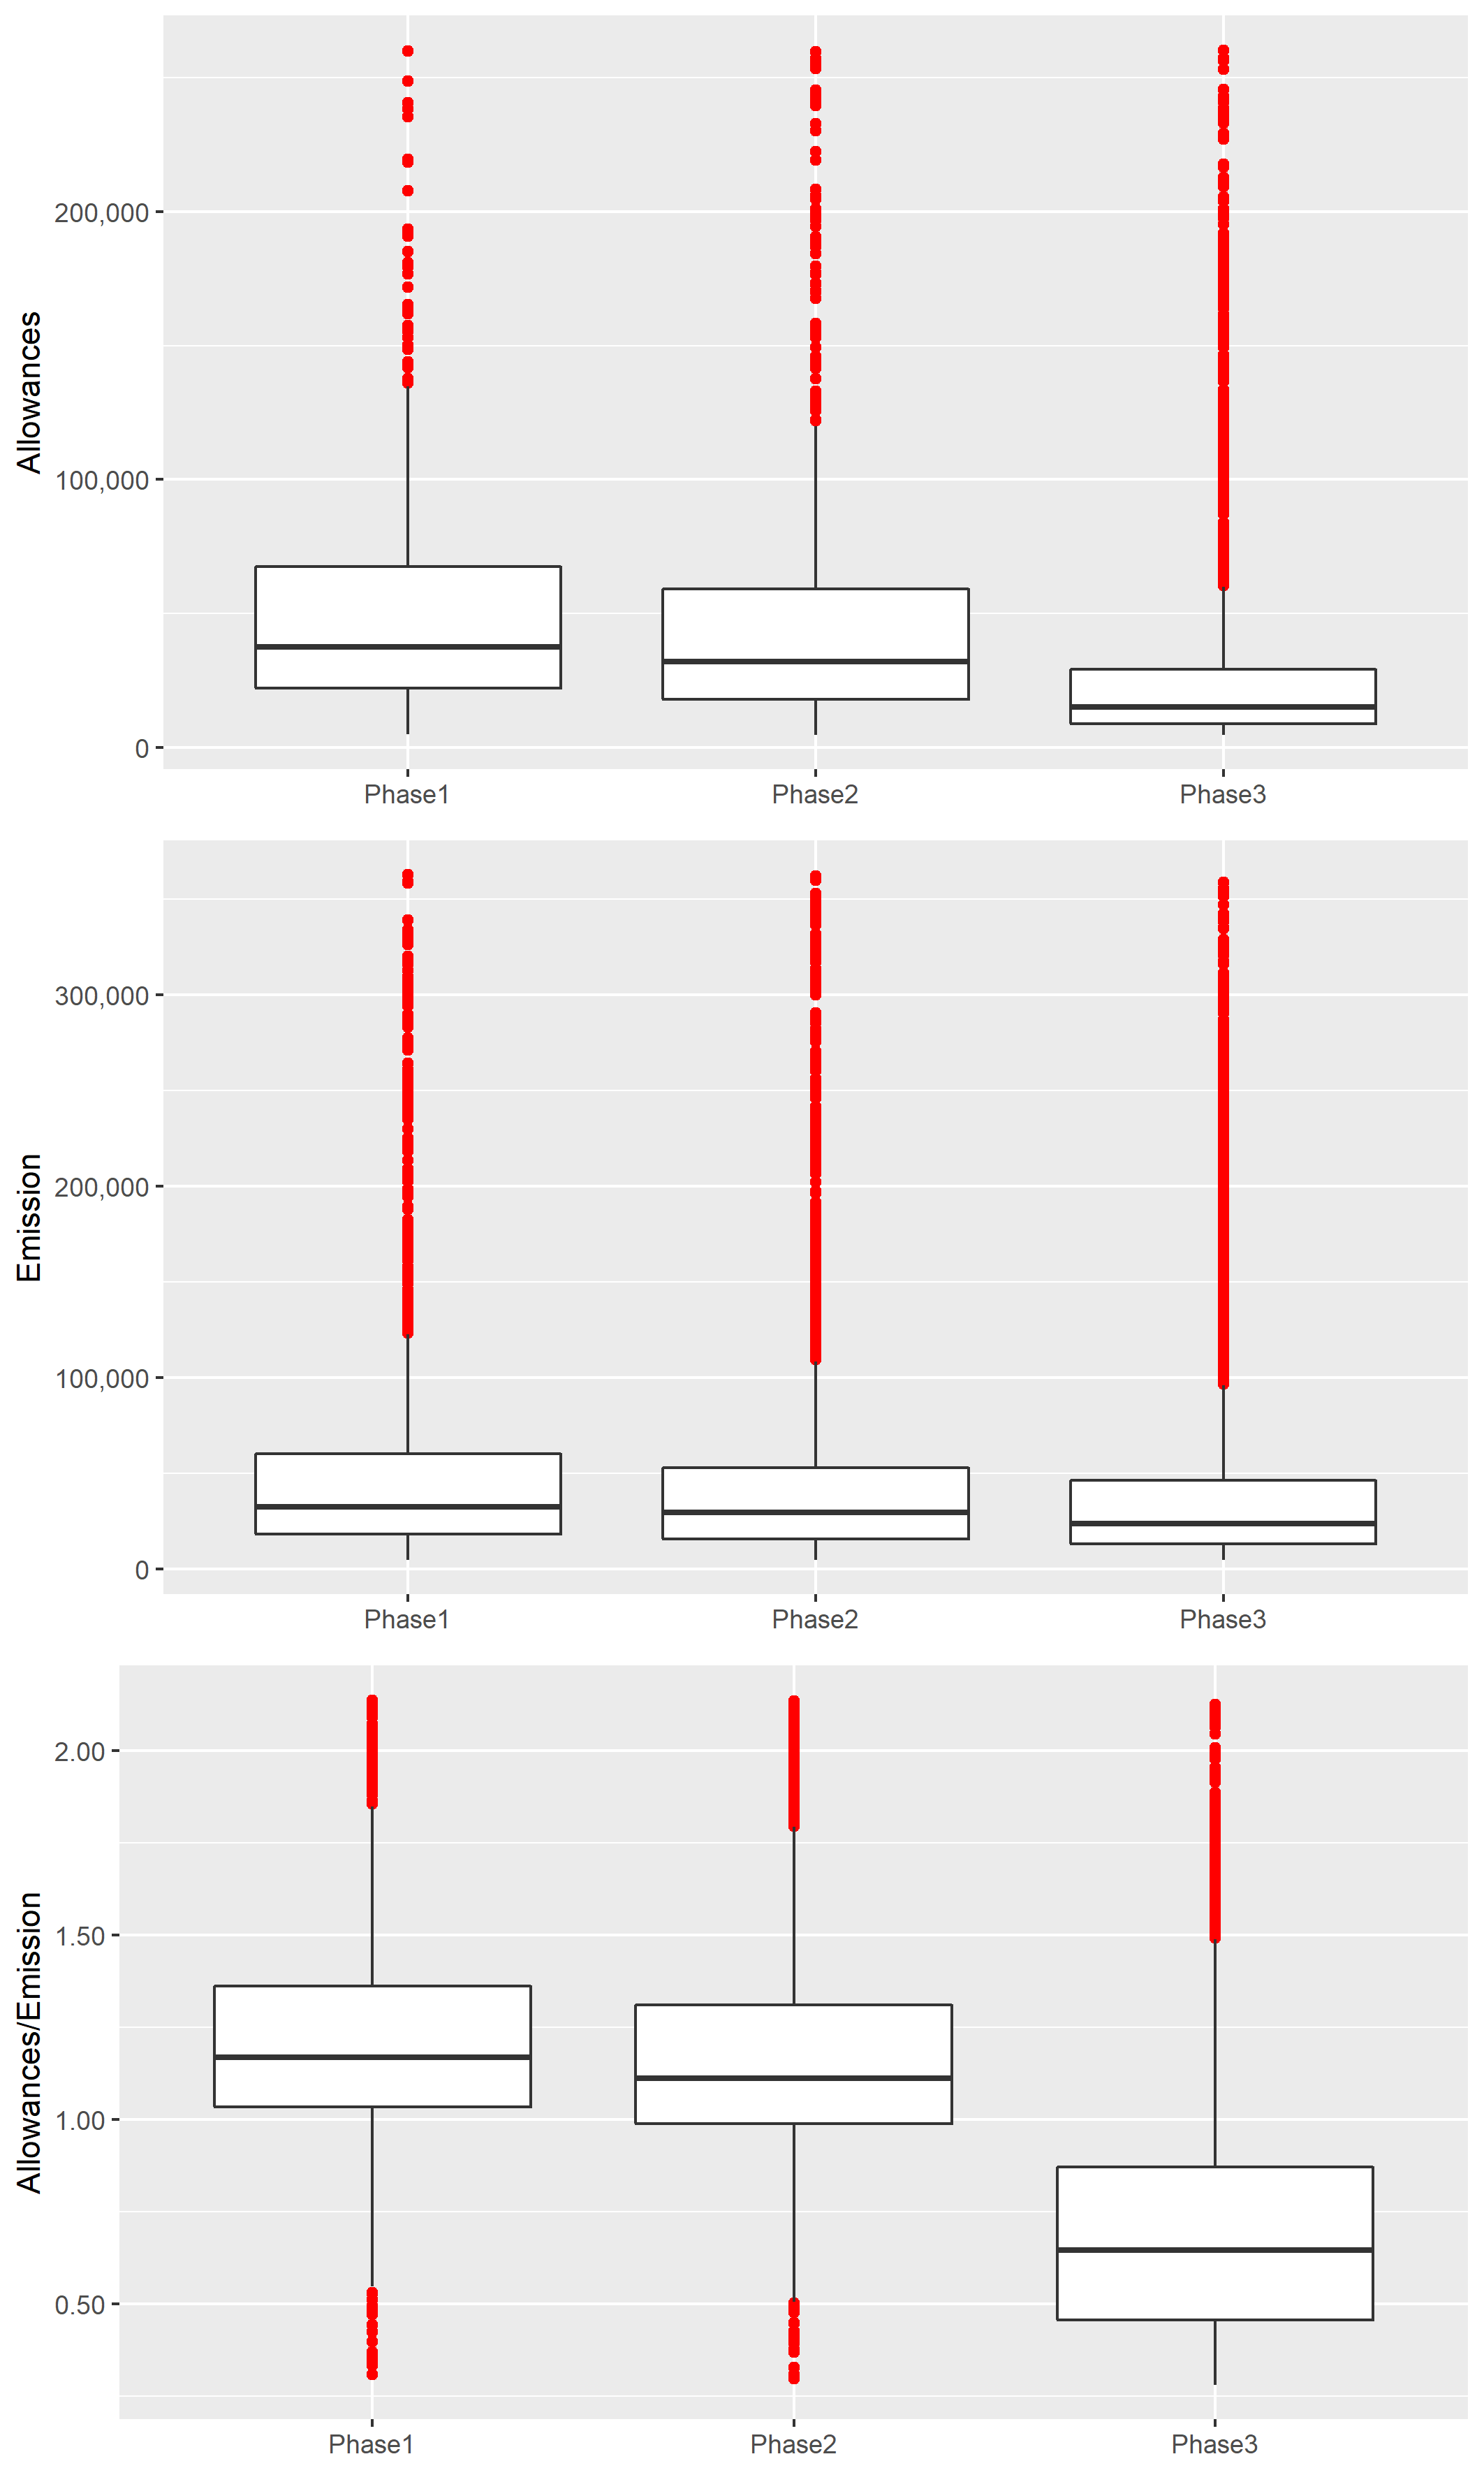 Allowances
200,000
100,000
0
Phase1 Phase2 Phase3
Emission
300,000
200,000
100,000
0
Phase1 Phase2 Phase3
Allowances/Emission
2.00
1.50
1.00
0.50
Phase1 Phase2 Phase3